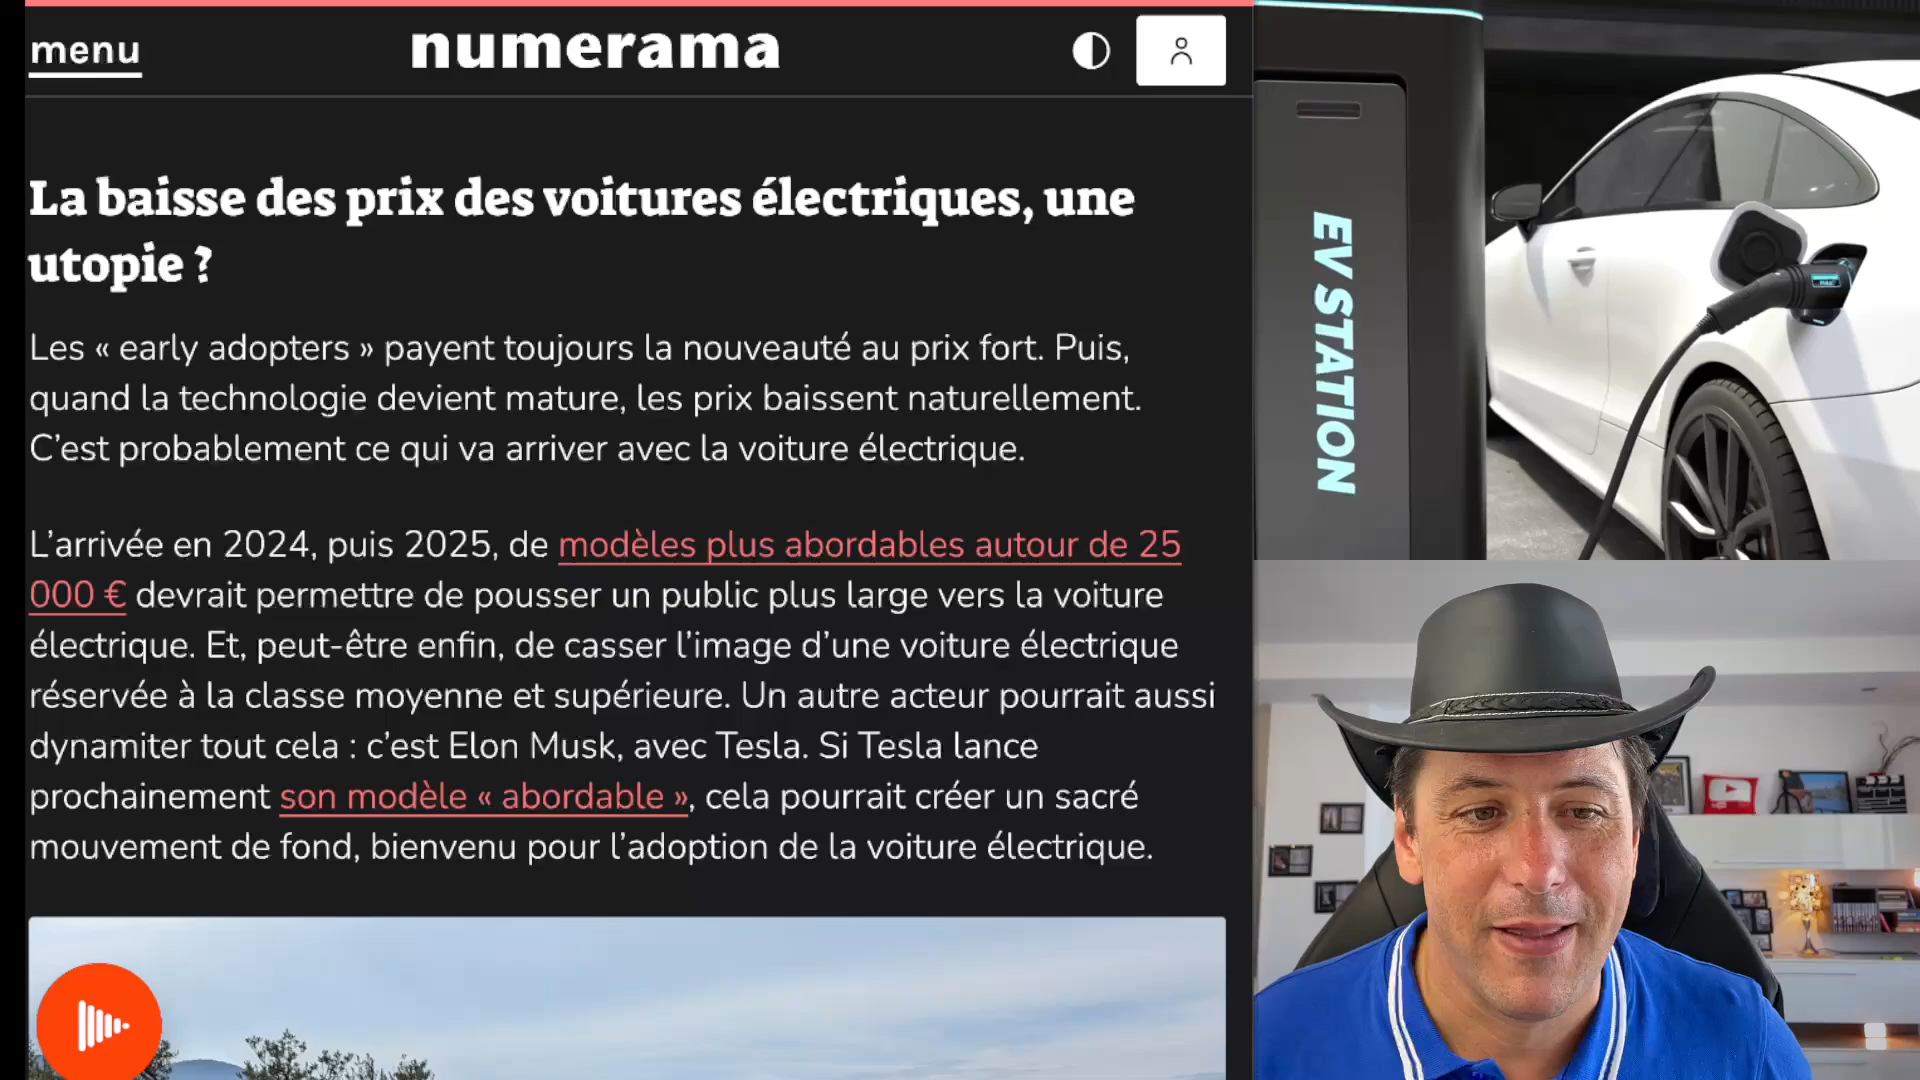 menu
numerama
La baisse des prix des voitures électriques, une
utopie ?
Les « early adopters » payent toujours la nouveauté au prix fort. Puis,
quand la technologie devient mature, les prix baissent naturellement.
C’est probablement ce qui va arriver avec la voiture électrique.
L’arrivée en 2024, puis 2025, de modèles plus abordables autour de 25
000 € devrait permettre de pousser un public plus large vers la voiture
électrique. Et, peut-être enfin, de casser l’image d’une voiture électrique
réservée à la classe moyenne et supérieure. Un autre acteur pourrait aussi
dynamiter tout cela : c’est Elon Musk, avec Tesla. Si Tesla lance
prochainement son modèle « abordable », cela pourrait créer un sacré
mouvement de fond, bienvenu pour l’adoption de la voiture électrique.
EV STATION